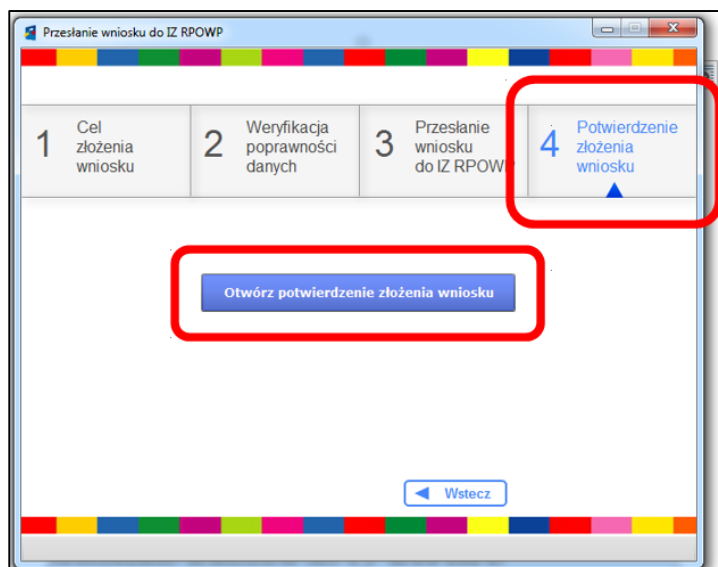 Przesłanie wniosku do IZ RPOWP
1
Cel
złożenia
wniosku
2
Weryfikacja
poprawności
danych
3
Przesłanie
wniosku
do IZ RPOWP
4
Potwierdzenie
złożenia
wniosku
Otwórz potwierdzenie złożenia wniosku
Wstecz